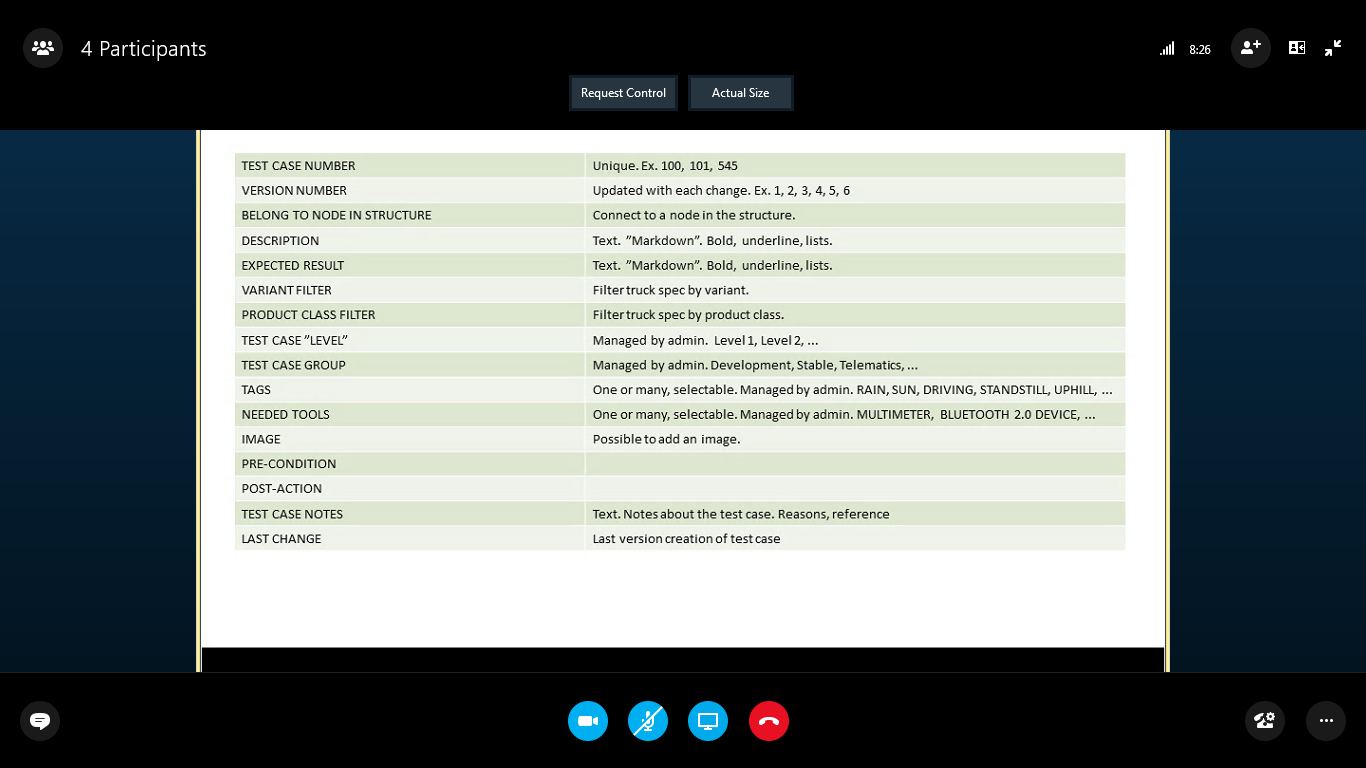 4 Participants
8:26
Request Control
Actual Size
TEST CASE NUMBER Unique. Ex. 100, 101, 545
VERSION NUMBER Updated with each change. Ex. 1, 2, 3, 4, 5, 6
BELONG TO NODE IN STRUCTURE Connect to a node in the structure.
DESCRIPTION Text. ”Markdown”. Bold, underline, lists.
EXPECTED RESULT Text. ”Markdown”. Bold, underline, lists.
VARIANT FILTER Filter truck spec by variant.
PRODUCT CLASS FILTER Filter truck spec by product class.
TEST CASE ”LEVEL” Managed by admin. Level 1, Level 2, ...
TEST CASE GROUP Managed by admin. Development, Stable, Telematics, ...
TAGS One or many, selectable. Managed by admin. RAIN, SUN, DRIVING, STANDSTILL, UPHILL, ...
NEEDED TOOLS One or many, selectable. Managed by admin. MULTIMETER, BLUETOOTH 2.0 DEVICE, ...
IMAGE Possible to add an image.
PRE-CONDITION
POST-ACTION
TEST CASE NOTES Text. Notes about the test case. Reasons, reference
LAST CHANGE Last version creation of test case